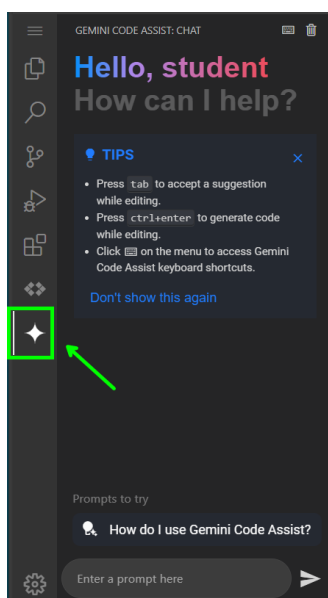 GEMINI CODE ASSIST: CHAT
Hello, student
How can I help?
TIPS
• Press tab to accept a suggestion
while editing.
• Press ctrl+enter to generate code
while editing.
• Click on the menu to access Gemini
Code Assist keyboard shortcuts.
Don't show this again
Prompts to try
How do I use Gemini Code Assist?
Enter a prompt here